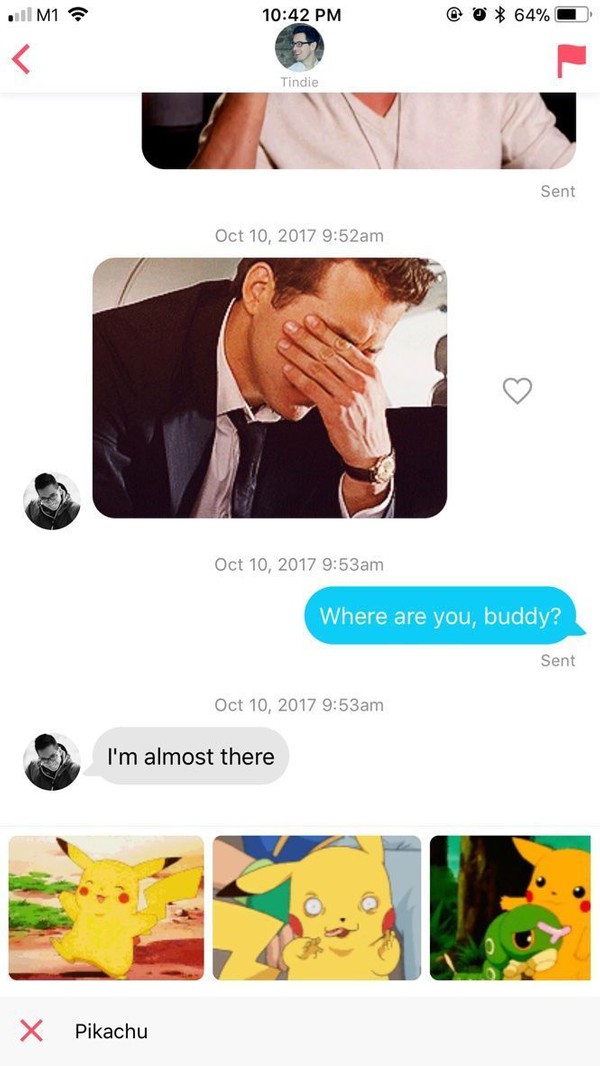 M1 10:42 PM 64%
Tindie
Sent
Oct 10, 2017 9:52am
Oct 10, 2017 9:53am
Where are you, buddy?
Sent
Oct 10, 2017 9:53am
I'm almost there
Pikachu